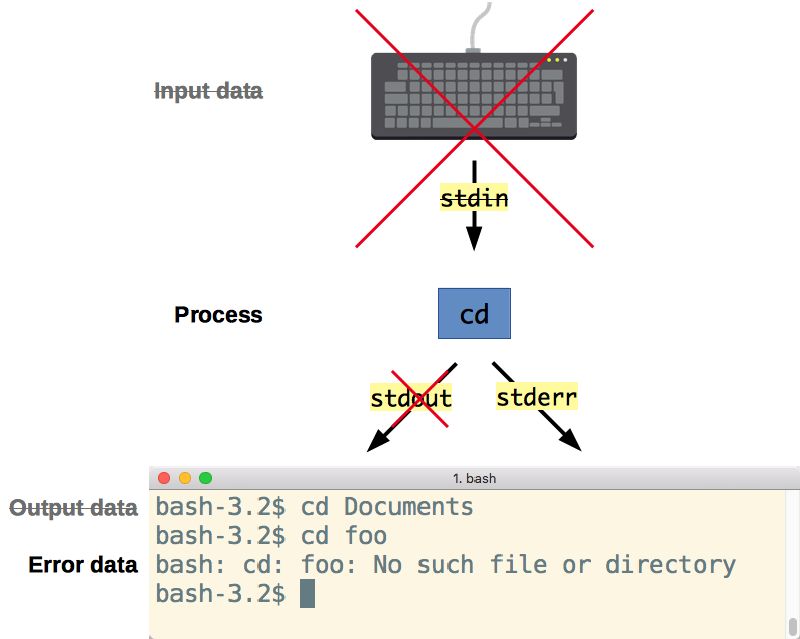 Input data
stdin
Process
cd
stdout
stderr
1. bash
Output data
bash-3.2$ cd Documents
bash-3.2$ cd foo
Error data
bash: cd: foo: No such file or directory
bash-3.2$